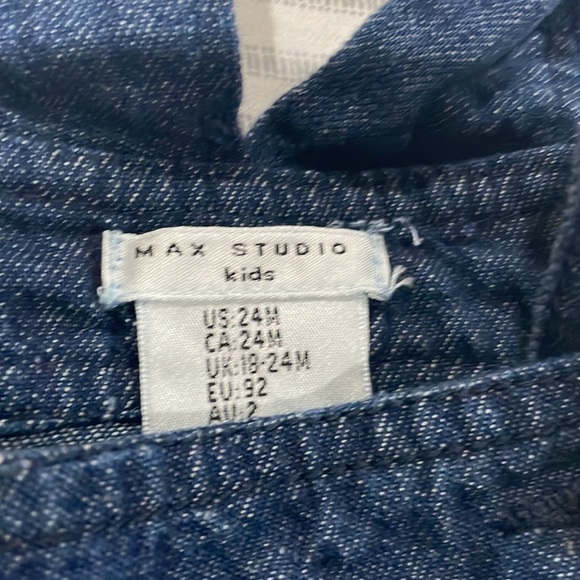 MAX STUDIO
kids
US:24M
CA:24M
UK:18-24M
EU:92
AU:2